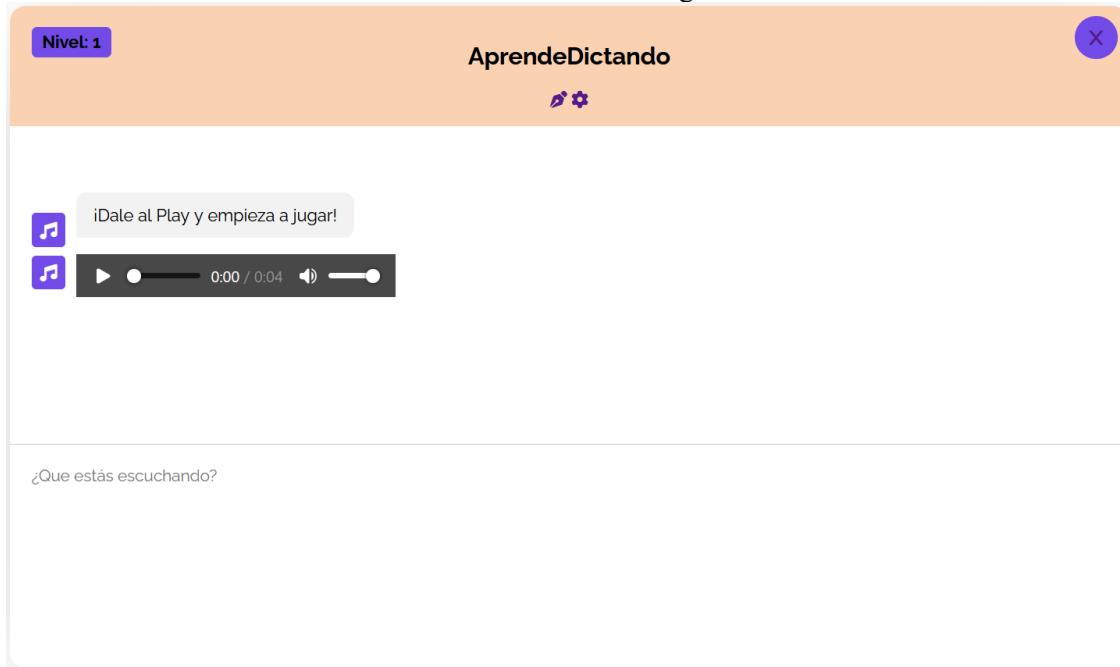 Nivel: 1
X
AprendeDictando
¡Dale al Play y empieza a jugar!
0:00 / 0:04
¿Que estás escuchando?